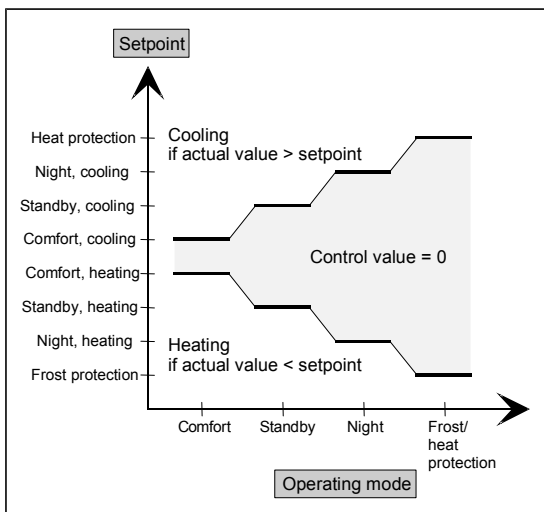 Setpoint
Heat protection
Cooling
if actual value > setpoint
Night, cooling
Standby, cooling
Comfort, cooling
Control value = 0
Comfort, heating
Standby, heating
Night, heating
Heating
if actual value < setpoint
Frost protection
Comfort
Standby
Night
Frost/
heat
protection
Operating mode